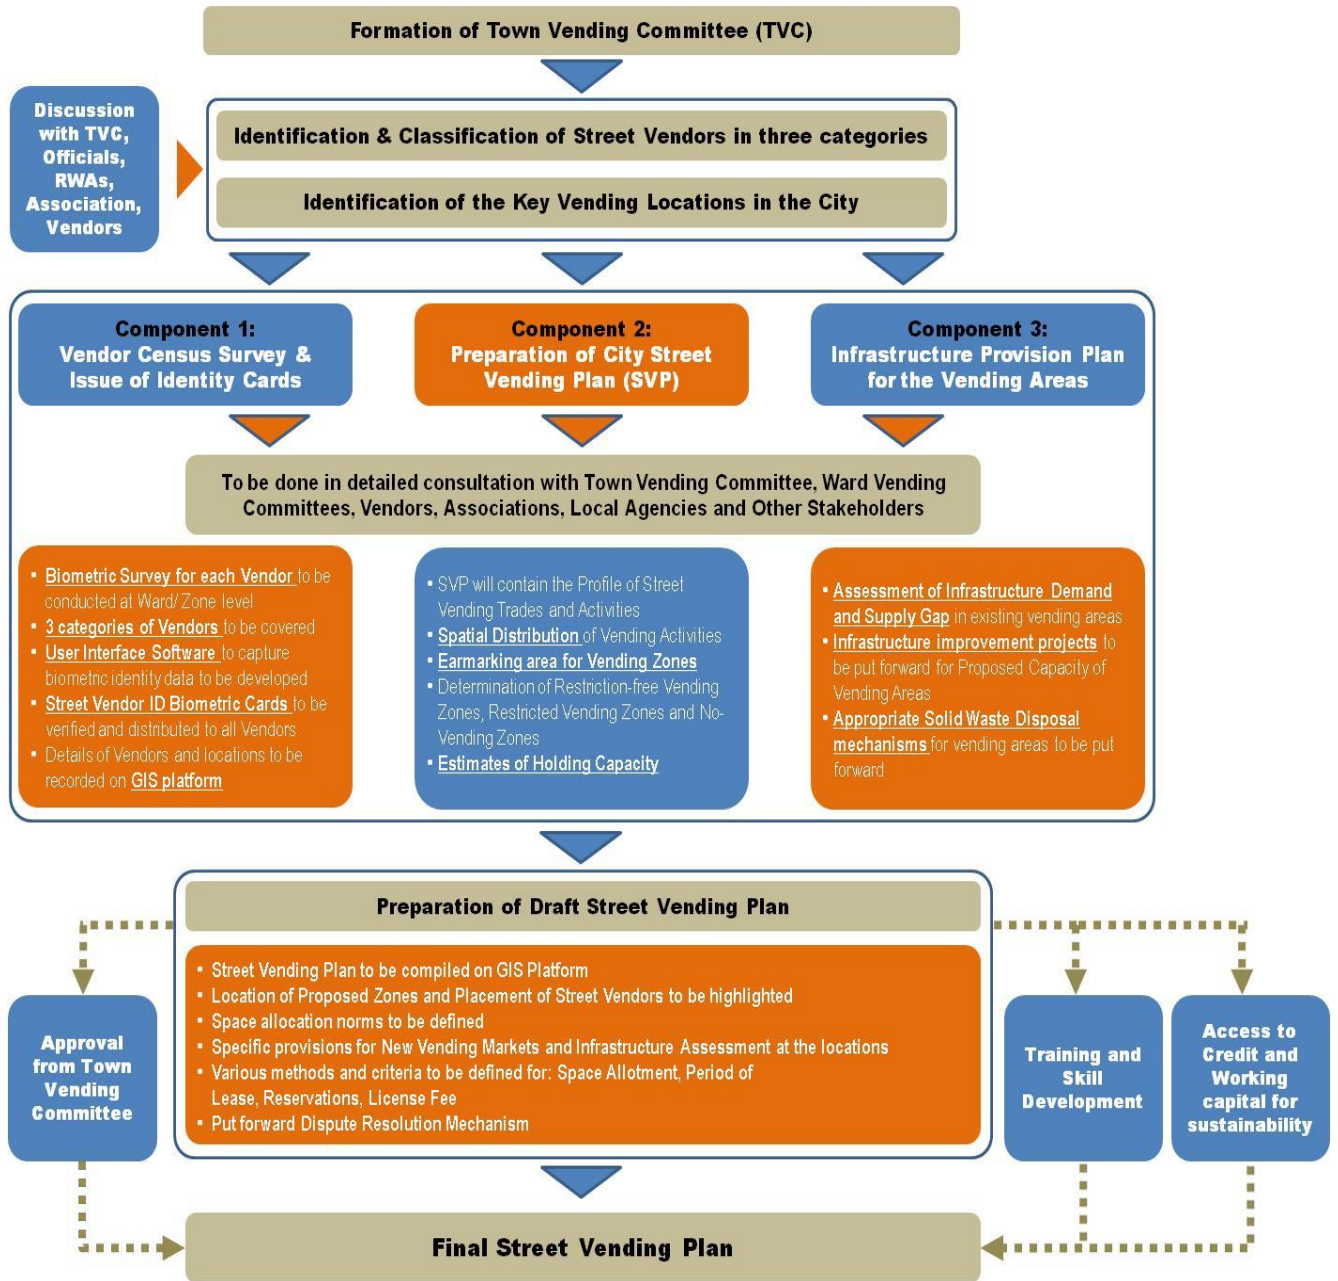 Formation of Town Vending Committee (TVC)
Discussion
with TVC,
Officials,
RWAs,
Association,
Vendors
Identification & Classification of Street Vendors in three categories
Identification of the Key Vending Locations in the City
Component 1:
Vendor Census Survey &
Issue of Identity Cards
Component 2:
Preparation of City Street
Vending Plan (SVP)
Component 3:
Infrastructure Provision Plan
for the Vending Areas
To be done in detailed consultation with Town Vending Committee, Ward Vending
Committees, Vendors, Associations, Local Agencies and Other Stakeholders
▪ Biometric Survey for each Vendor to be
conducted at Ward/ Zone level
▪ 3 categories of Vendors to be covered
▪ User Interface Software to capture
biometric identity data to be developed
▪ Street Vendor ID Biometric Cards to be
verified and distributed to all Vendors
▪ Details of Vendors and locations to be
recorded on GIS platform
▪ SVP will contain the Profile of Street
Vending Trades and Activities
▪ Spatial Distribution of Vending Activities
▪ Earmarking area for Vending Zones
▪ Determination of Restriction-free Vending
Zones, Restricted Vending Zones and No-
Vending Zones
▪ Estimates of Holding Capacity
▪ Assessment of Infrastructure Demand
and Supply Gap in existing vending areas
▪ Infrastructure improvement projects to
be put forward for Proposed Capacity of
Vending Areas
▪ Appropriate Solid Waste Disposal
mechanisms for vending areas to be put
forward
Preparation of Draft Street Vending Plan
▪ Street Vending Plan to be compiled on GIS Platform
▪ Location of Proposed Zones and Placement of Street Vendors to be highlighted
▪ Space allocation norms to be defined
▪ Specific provisions for New Vending Markets and Infrastructure Assessment at the locations
▪ Various methods and criteria to be defined for: Space Allotment, Period of
Lease, Reservations, License Fee
▪ Put forward Dispute Resolution Mechanism
Approval
from Town
Vending
Committee
Training and
Skill
Development
Access to
Credit and
Working
capital for
sustainability
Final Street Vending Plan